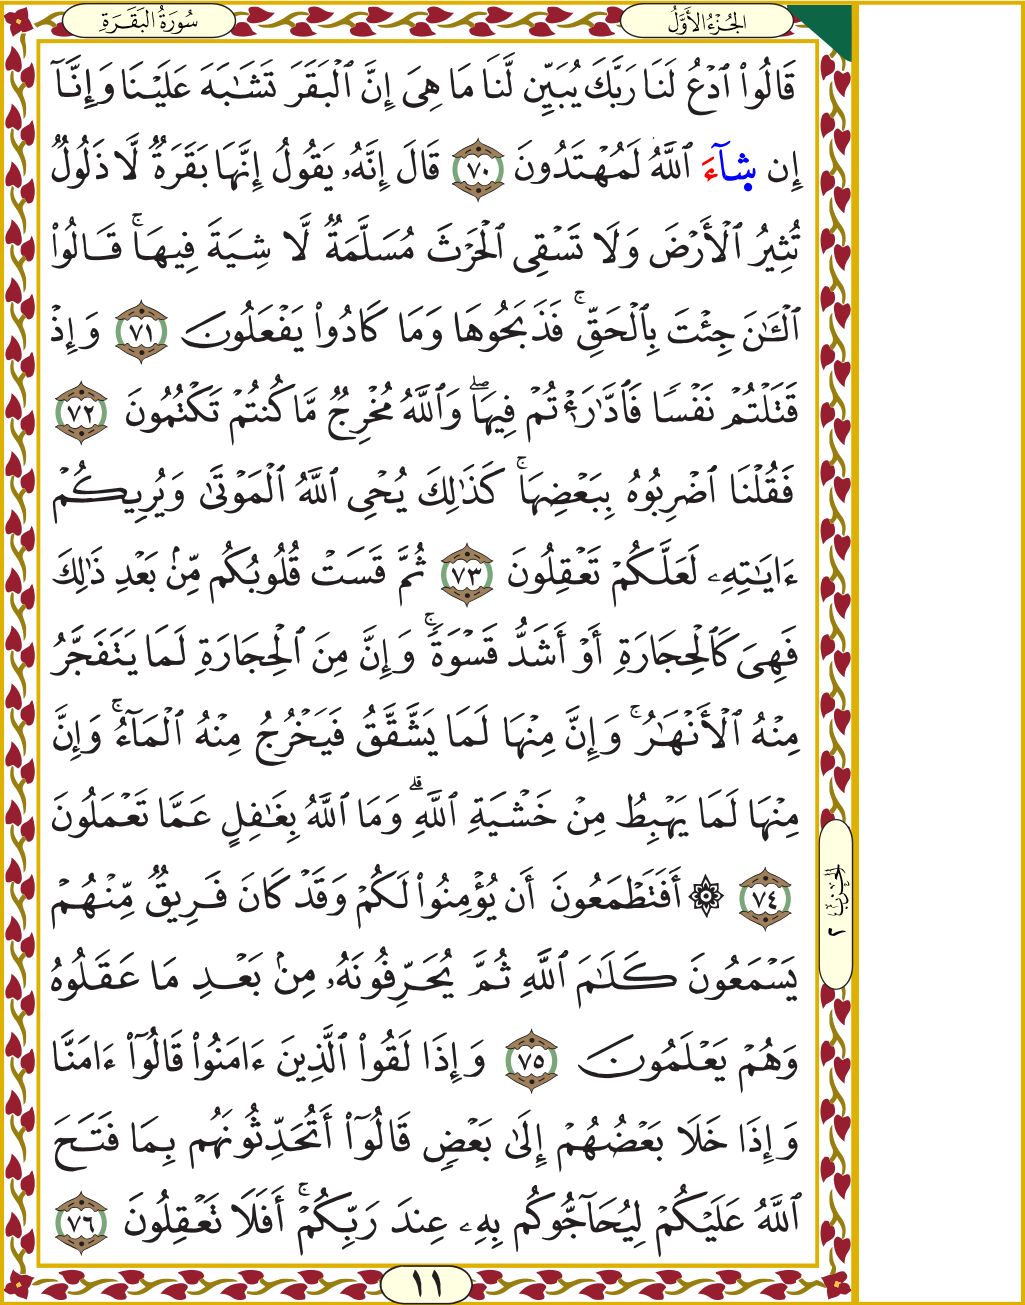 سُورَةُ البَقَرَةِ
الجُزْءُ الأَوَّلُ
قَالُوا۟ ٱدۡعُ لَنَا رَبَّكَ يُبَيِّن لَّنَا مَا هِيَ إِنَّ ٱلۡبَقَرَ تَشَٰبَهَ عَلَيۡنَا وَإِنَّآ
إِن شَآءَ ٱللَّهُ لَمُهۡتَدُونَ ٧٠ قَالَ إِنَّهُۥ يَقُولُ إِنَّهَا بَقَرَةٞ لَّا ذَلُولٞ
تُثِيرُ ٱلۡأَرۡضَ وَلَا تَسۡقِي ٱلۡحَرۡثَ مُسَلَّمَةٞ لَّا شِيَةَ فِيهَاۚ قَالُوا۟
ٱلۡـَٰٔنَ جِئۡتَ بِٱلۡحَقِّۚ فَذَبَحُوهَا وَمَا كَادُوا۟ يَفۡعَلُونَ ٧١ وَإِذۡ
قَتَلۡتُمۡ نَفۡسٗا فَٱدَّٰرَٰٔتُمۡ فِيهَاۖ وَٱللَّهُ مُخۡرِجٞ مَّا كُنتُمۡ تَكۡتُمُونَ ٧٢
فَقُلۡنَا ٱضۡرِبُوهُ بِبَعۡضِهَاۚ كَذَٰلِكَ يُحۡيِ ٱللَّهُ ٱلۡمَوۡتَىٰ وَيُرِيكُمۡ
ءَايَٰتِهِۦ لَعَلَّكُمۡ تَعۡقِلُونَ ٧٣ ثُمَّ قَسَتۡ قُلُوبُكُم مِّنۢ بَعۡدِ ذَٰلِكَ
فَهِيَ كَٱلۡحِجَارَةِ أَوۡ أَشَدُّ قَسۡوَةٗۚ وَإِنَّ مِنَ ٱلۡحِجَارَةِ لَمَا يَتَفَجَّرُ
مِنۡهُ ٱلۡأَنۡهَٰرُۚ وَإِنَّ مِنۡهَا لَمَا يَشَّقَّقُ فَيَخۡرُجُ مِنۡهُ ٱلۡمَآءُۚ وَإِنَّ
مِنۡهَا لَمَا يَهۡبِطُ مِنۡ خَشۡيَةِ ٱللَّهِۗ وَمَا ٱللَّهُ بِغَٰفِلٍ عَمَّا تَعۡمَلُونَ
٧٤ ۞ أَفَتَطۡمَعُونَ أَن يُؤۡمِنُوا۟ لَكُمۡ وَقَدۡ كَانَ فَرِيقٞ مِّنۡهُمۡ
يَسۡمَعُونَ كَلَٰمَ ٱللَّهِ ثُمَّ يُحَرِّفُونَهُۥ مِنۢ بَعۡدِ مَا عَقَلُوهُ
وَهُمۡ يَعۡلَمُونَ ٧٥ وَإِذَا لَقُوا۟ ٱلَّذِينَ ءَامَنُوا۟ قَالُوٓا۟ ءَامَنَّا
وَإِذَا خَلَا بَعۡضُهُمۡ إِلَىٰ بَعۡضٖ قَالُوٓا۟ أَتُحَدِّثُونَهُم بِمَا فَتَحَ
ٱللَّهُ عَلَيۡكُمۡ لِيُحَآجُّوكُم بِهِۦ عِندَ رَبِّكُمۡۚ أَفَلَا تَعۡقِلُونَ ٧٦
الحِزْبُ ٢
١١